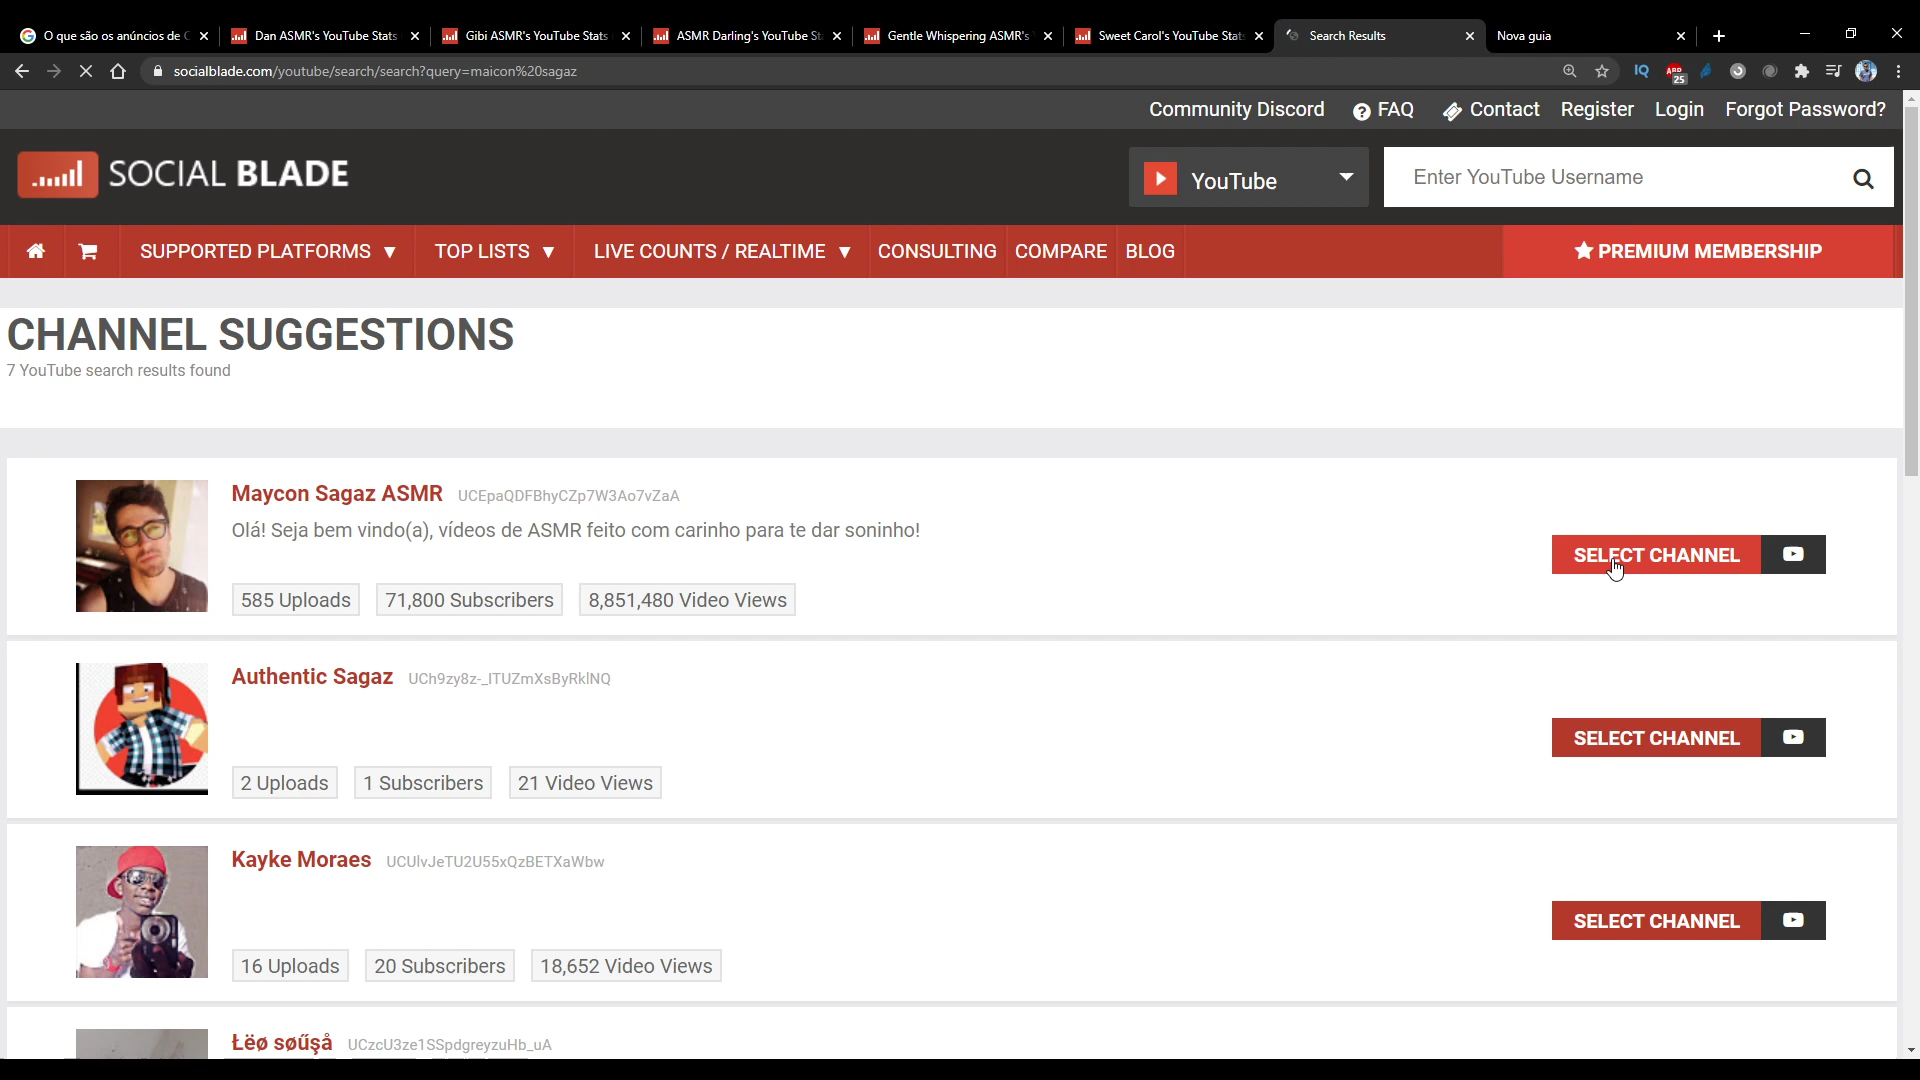 O que são os anúncios de
Dan ASMR's YouTube Stats
Gibi ASMR's YouTube Stats
ASMR Darling's YouTube St
Gentle Whispering ASMR's
Sweet Carol's YouTube Stat
Search Results
Nova guia
socialblade.com/youtube/search/search?query=maicon%20sagaz
IQ
ABP
25
Community Discord
FAQ
Contact
Register
Login
Forgot Password?
SOCIAL BLADE
YouTube
Enter YouTube Username
SUPPORTED PLATFORMS
TOP LISTS
LIVE COUNTS / REALTIME
CONSULTING
COMPARE
BLOG
PREMIUM MEMBERSHIP
CHANNEL SUGGESTIONS
7 YouTube search results found
Maycon Sagaz ASMR UCEpaQDFBhyCZp7W3Ao7vZaA
Olá! Seja bem vindo(a), vídeos de ASMR feito com carinho para te dar soninho!
SELECT CHANNEL
585 Uploads
71,800 Subscribers
8,851,480 Video Views
Authentic Sagaz UCh9zy8z-_ITUZmXsByRkINQ
SELECT CHANNEL
2 Uploads
1 Subscribers
21 Video Views
Kayke Moraes UCUlvJeTU2U55xQzBETXaWbw
SELECT CHANNEL
16 Uploads
20 Subscribers
18,652 Video Views
Łëø søűşå UCzcU3ze1SSpdgreyzuHb_uA